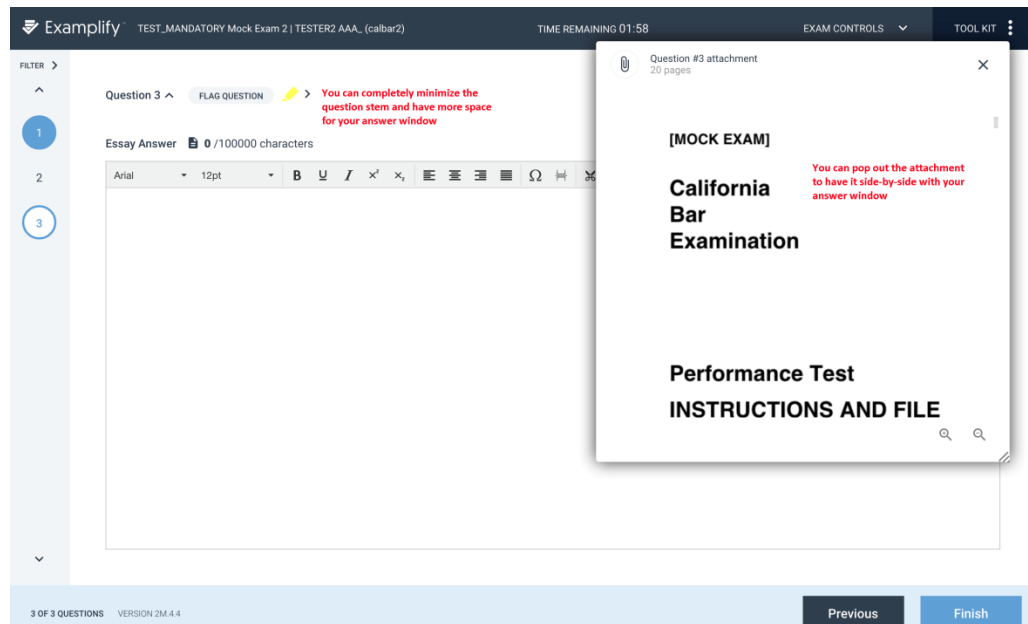 Examplify TEST_MANDATORY Mock Exam 2 | TESTER2 AAA_ (calbar2) TIME REMAINING 01:58 EXAM CONTROLS TOOL KIT
FILTER
Question 3 FLAG QUESTION
You can completely minimize the
question stem and have more space
for your answer window
1
2
3
Essay Answer 0 /100000 characters
Arial 12pt B U I x² x, Ω
Question #3 attachment
20 pages
[MOCK EXAM]
You can pop out the attachment
to have it side-by-side with your
answer window
California
Bar
Examination
Performance Test
INSTRUCTIONS AND FILE
3 OF 3 QUESTIONS VERSION 2M.4.4
Previous Finish